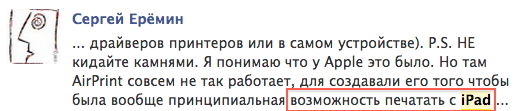 Сергей Ерёмин
... драйверов принтеров или в самом устройстве). P.S. НЕ
кидайте камнями. Я понимаю что у Apple это было. Но там
AirPrint совсем не так работает, для создавали его того чтобы
была вообще принципиальная возможность печатать с iPad ...